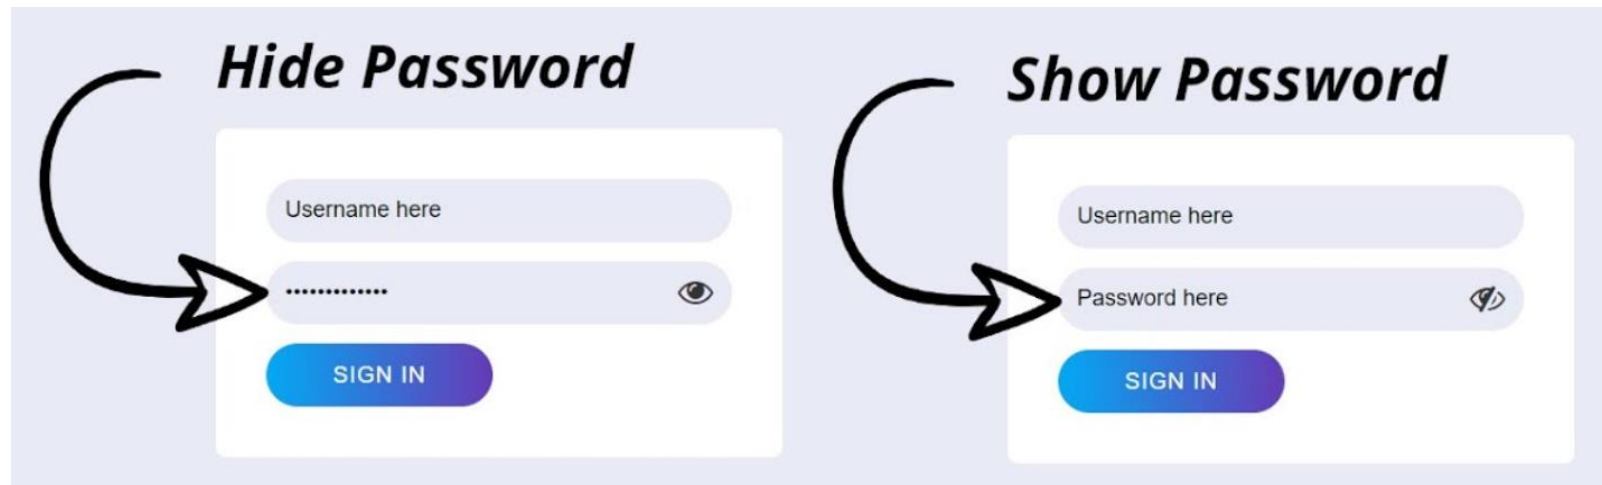 Hide Password
Username here
•••••••••••••
SIGN IN
Show Password
Username here
Password here
SIGN IN